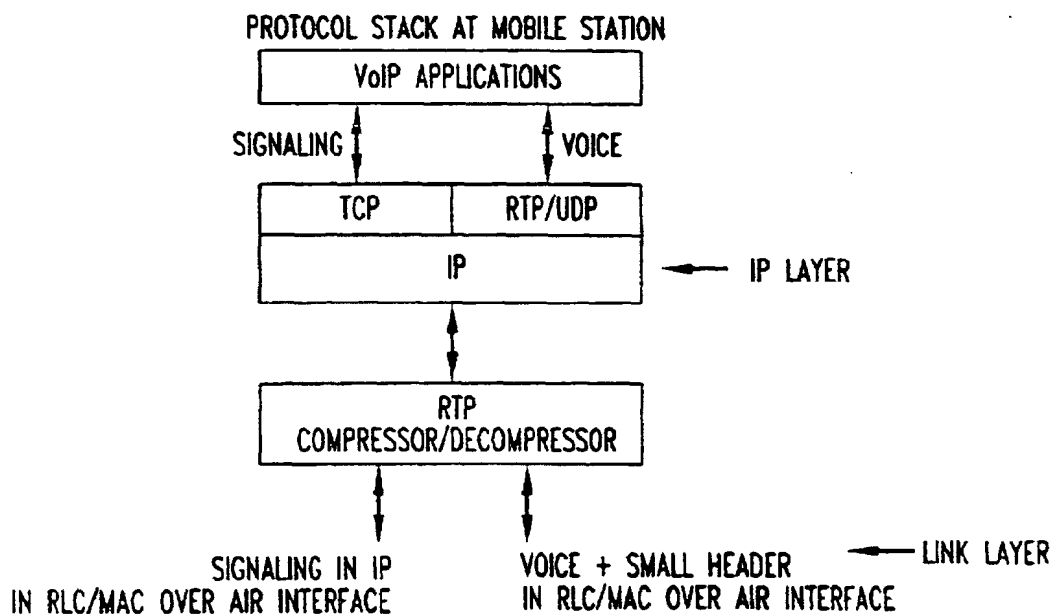 PROTOCOL STACK AT MOBILE STATION
VoIP APPLICATIONS
SIGNALING
VOICE
TCP
RTP/UDP
IP
IP LAYER
RTP
COMPRESSOR/DECOMPRESSOR
SIGNALING IN IP
IN RLC/MAC OVER AIR INTERFACE
VOICE + SMALL HEADER
IN RLC/MAC OVER AIR INTERFACE
LINK LAYER